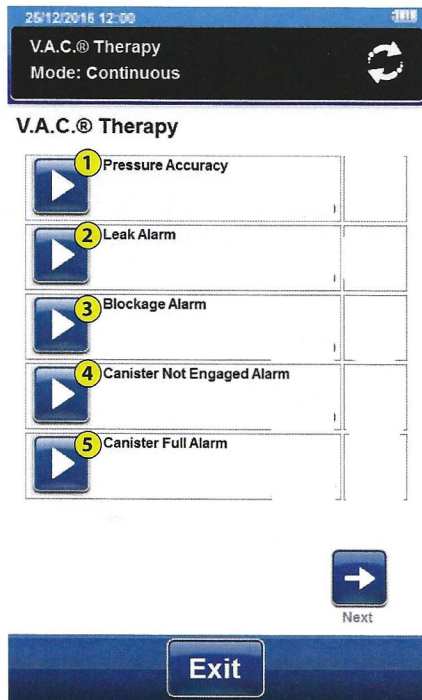 25/12/2016 12:00
V.A.C.® Therapy
Mode: Continuous
V.A.C.® Therapy
1 Pressure Accuracy
2 Leak Alarm
3 Blockage Alarm
4 Canister Not Engaged Alarm
5 Canister Full Alarm
Next
Exit